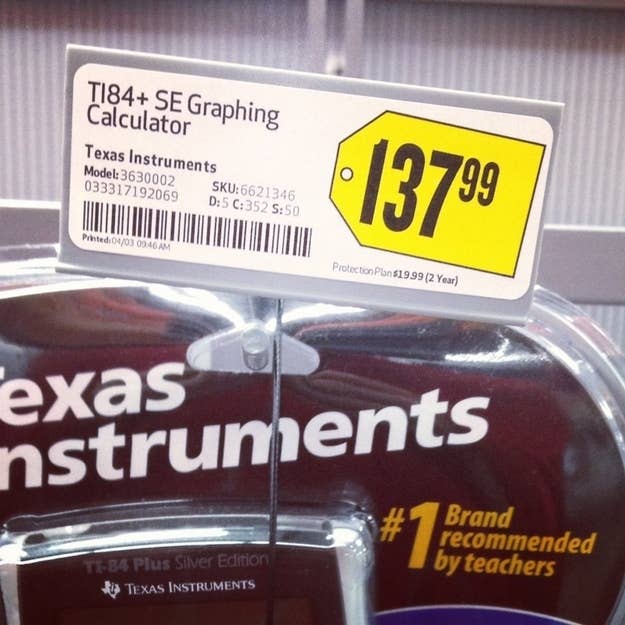 TI84+ SE Graphing
Calculator
Texas Instruments
Model:3630002
033317192069
SKU:6621346
D:5 C:352 S:50
Printed:04/03 09:46 AM
137 99
Protection Plan $19.99 (2 Year)
exas
nstruments
#1 Brand
recommended
by teachers
TI-84 Plus Silver Edition
TEXAS INSTRUMENTS